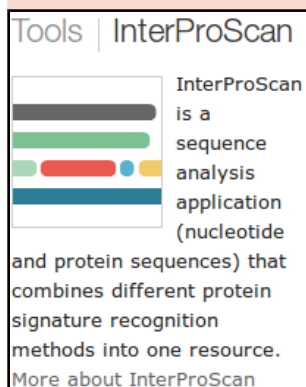 Tools | InterProScan
InterProScan
is a
sequence
analysis
application
(nucleotide
and protein sequences) that
combines different protein
signature recognition
methods into one resource.
More about InterProScan